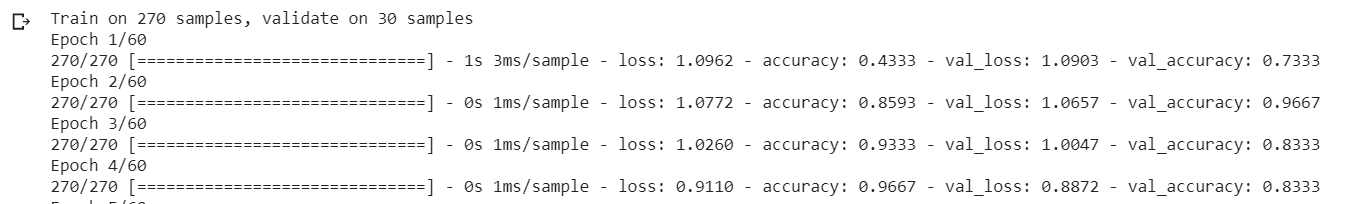 Train on 270 samples, validate on 30 samples
Epoch 1/60
270/270 [==============================] - 1s 3ms/sample - loss: 1.0962 - accuracy: 0.4333 - val_loss: 1.0903 - val_accuracy: 0.7333
Epoch 2/60
270/270 [==============================] - 0s 1ms/sample - loss: 1.0772 - accuracy: 0.8593 - val_loss: 1.0657 - val_accuracy: 0.9667
Epoch 3/60
270/270 [==============================] - 0s 1ms/sample - loss: 1.0260 - accuracy: 0.9333 - val_loss: 1.0047 - val_accuracy: 0.8333
Epoch 4/60
270/270 [==============================] - 0s 1ms/sample - loss: 0.9110 - accuracy: 0.9667 - val_loss: 0.8872 - val_accuracy: 0.8333